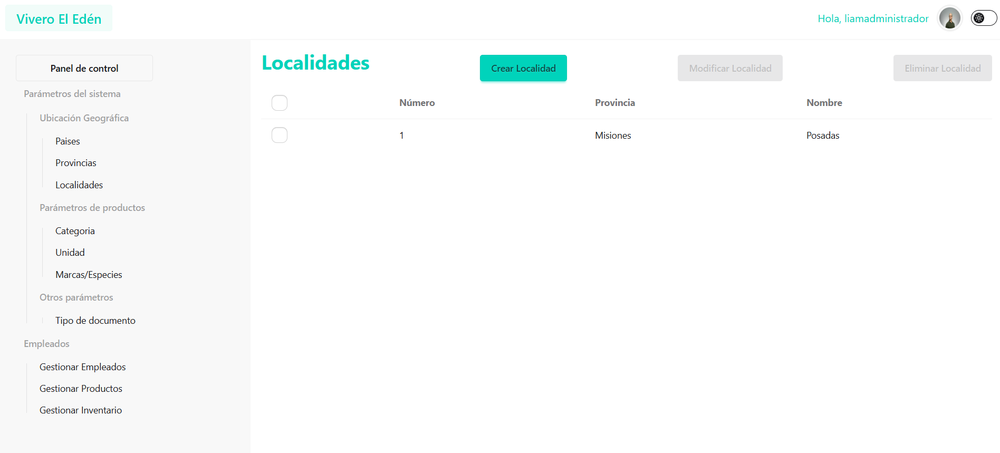 Vivero El Edén
Hola, liamadministrador
Panel de control
Parámetros del sistema
Ubicación Geográfica
Paises
Provincias
Localidades
Parámetros de productos
Categoria
Unidad
Marcas/Especies
Otros parámetros
Tipo de documento
Empleados
Gestionar Empleados
Gestionar Productos
Gestionar Inventario
Localidades
Crear Localidad
Modificar Localidad
Eliminar Localidad
Número Provincia Nombre
1 Misiones Posadas